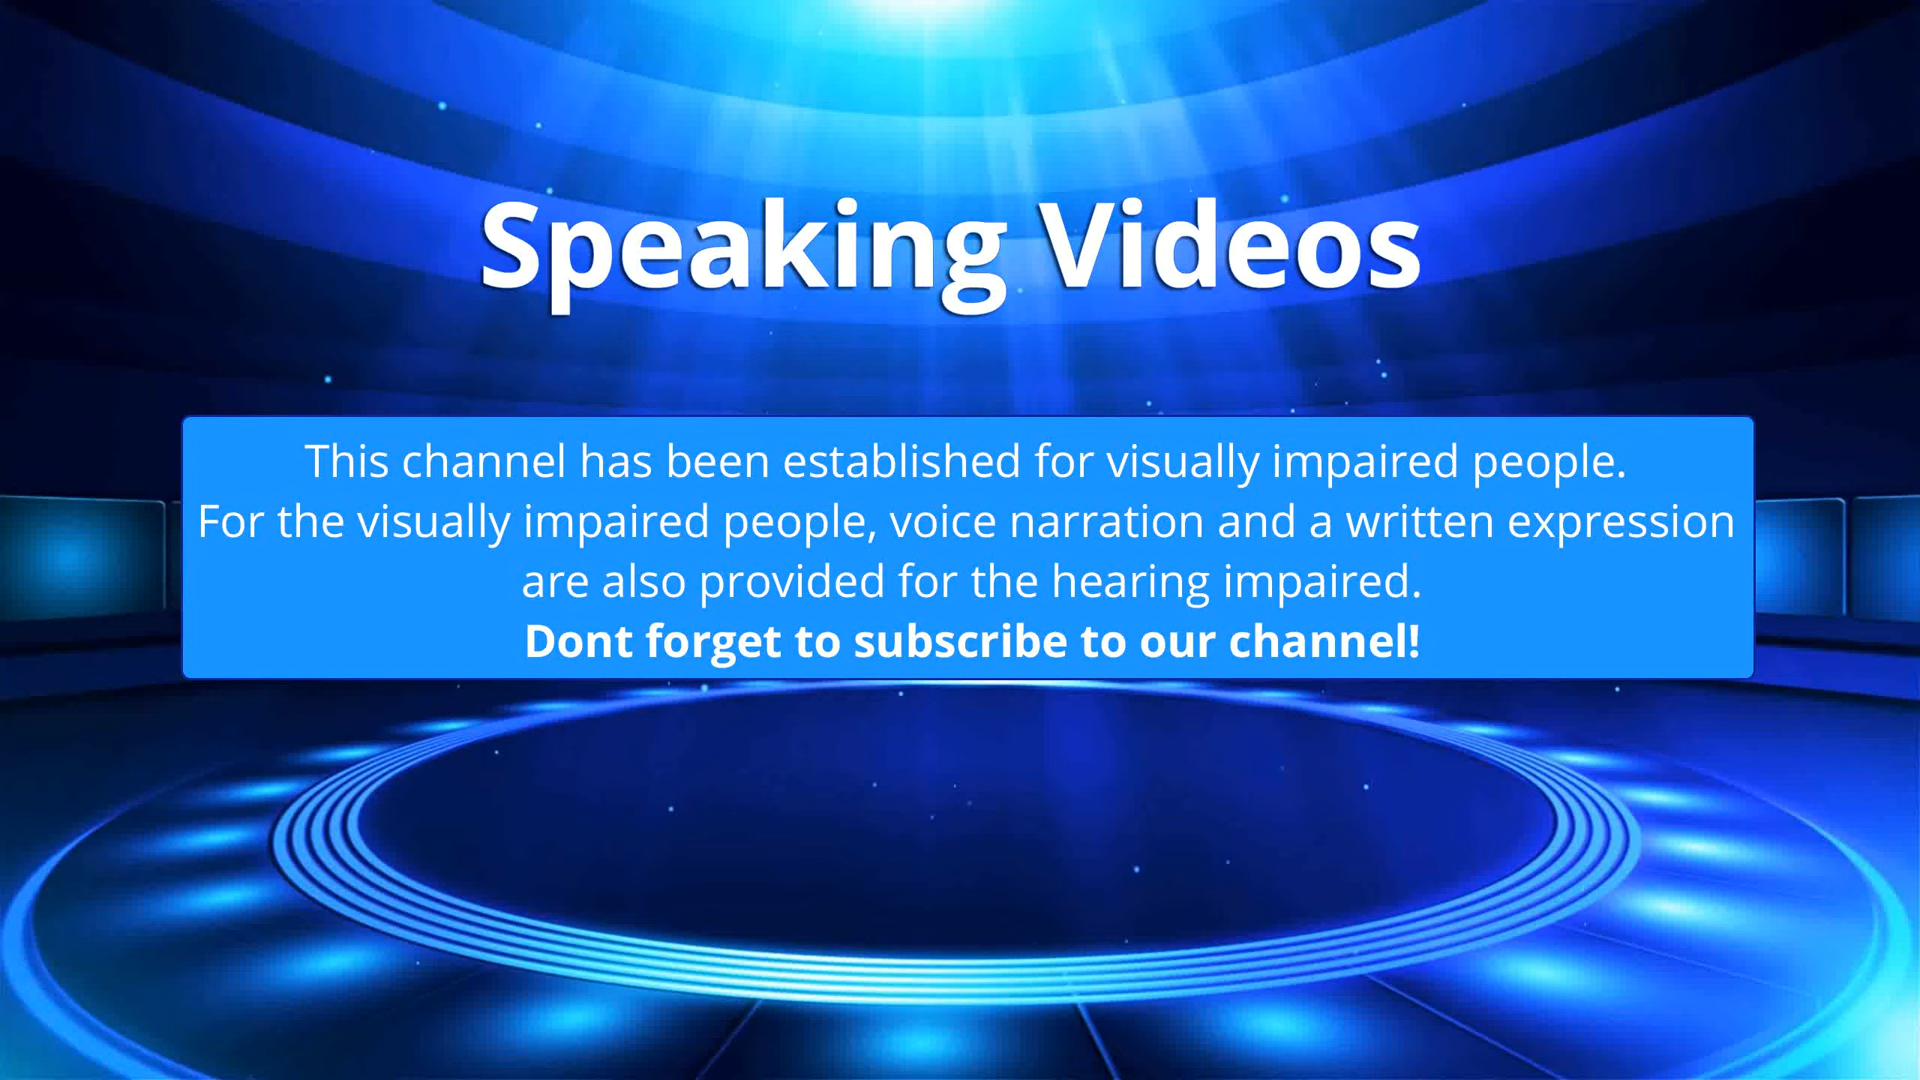 Speaking Videos
This channel has been established for visually impaired people.
For the visually impaired people, voice narration and a written expression
are also provided for the hearing impaired.
Dont forget to subscribe to our channel!